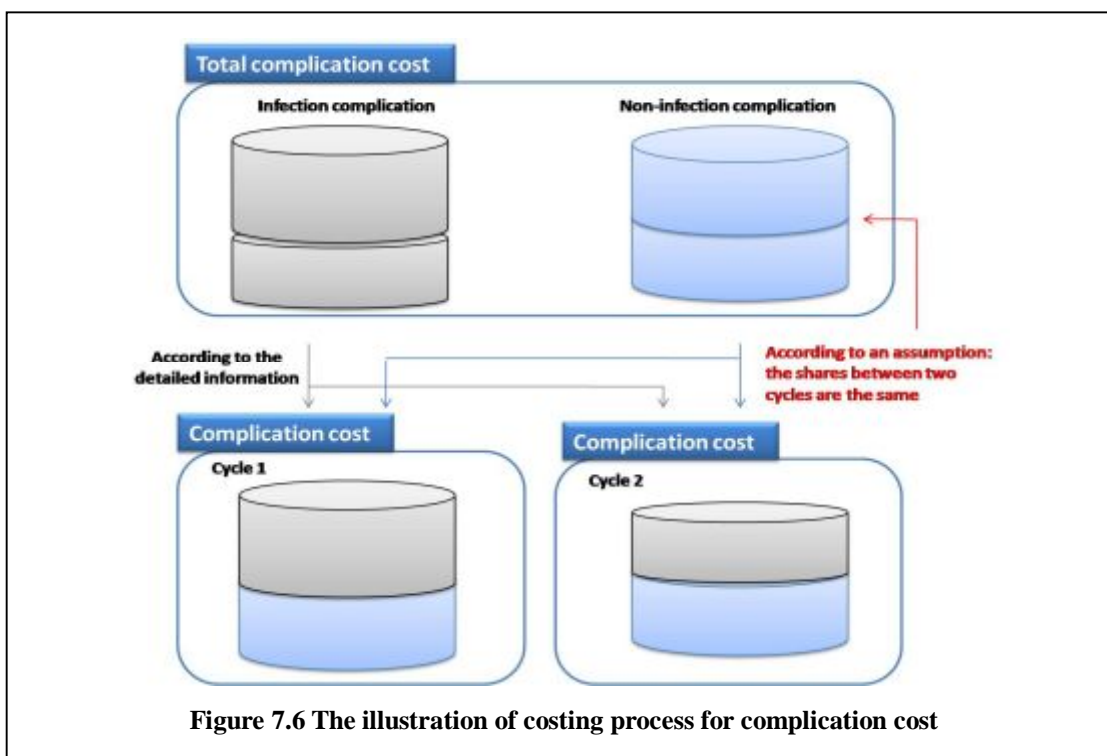 Total complication cost
Infection complication
Non-infection complication
According to the
detailed information
According to an assumption:
the shares between two
cycles are the same
Complication cost
Cycle 1
Complication cost
Cycle 2
Figure 7.6 The illustration of costing process for complication cost